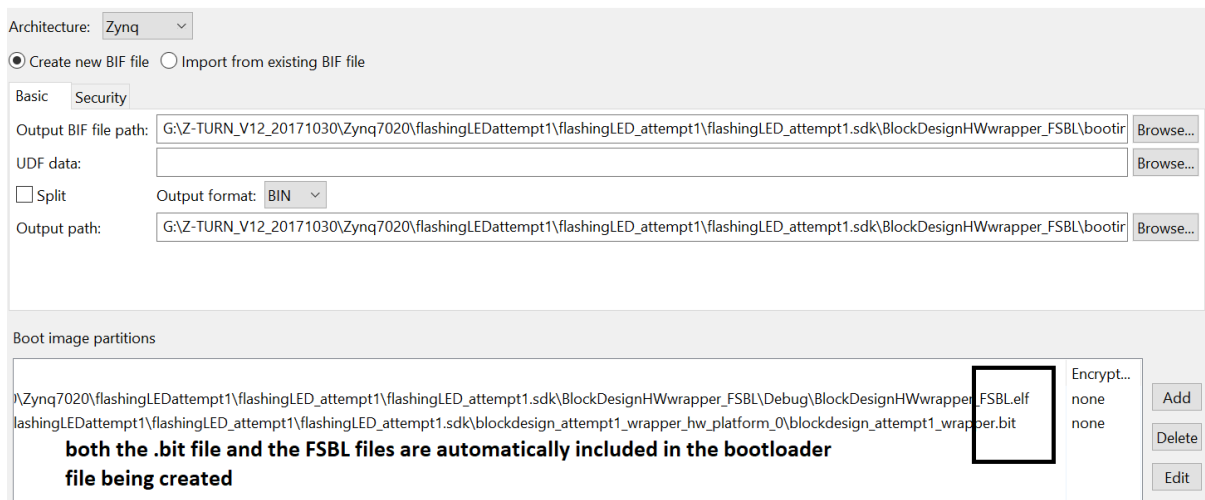 Architecture: Zynq
Create new BIF file Import from existing BIF file
Basic Security
Output BIF file path: G:\Z-TURN_V12_20171030\Zynq7020\flashingLEDattempt1\flashingLED_attempt1\flashingLED_attempt1.sdk\BlockDesignHWwrapper_FSBL\bootir Browse...
UDF data: Browse...
Split Output format: BIN
Output path: G:\Z-TURN_V12_20171030\Zynq7020\flashingLEDattempt1\flashingLED_attempt1\flashingLED_attempt1.sdk\BlockDesignHWwrapper_FSBL\bootir Browse...
Boot image partitions
Encrypt...
)\Zynq7020\flashingLEDattempt1\flashingLED_attempt1\flashingLED_attempt1.sdk\BlockDesignHWwrapper_FSBL\Debug\BlockDesignHWwrapper_FSBL.elf none Add
lashingLEDattempt1\flashingLED_attempt1\flashingLED_attempt1.sdk\blockdesign_attempt1_wrapper_hw_platform_0\blockdesign_attempt1_wrapper.bit none
Delete
both the .bit file and the FSBL files are automatically included in the bootloader
file being created
Edit